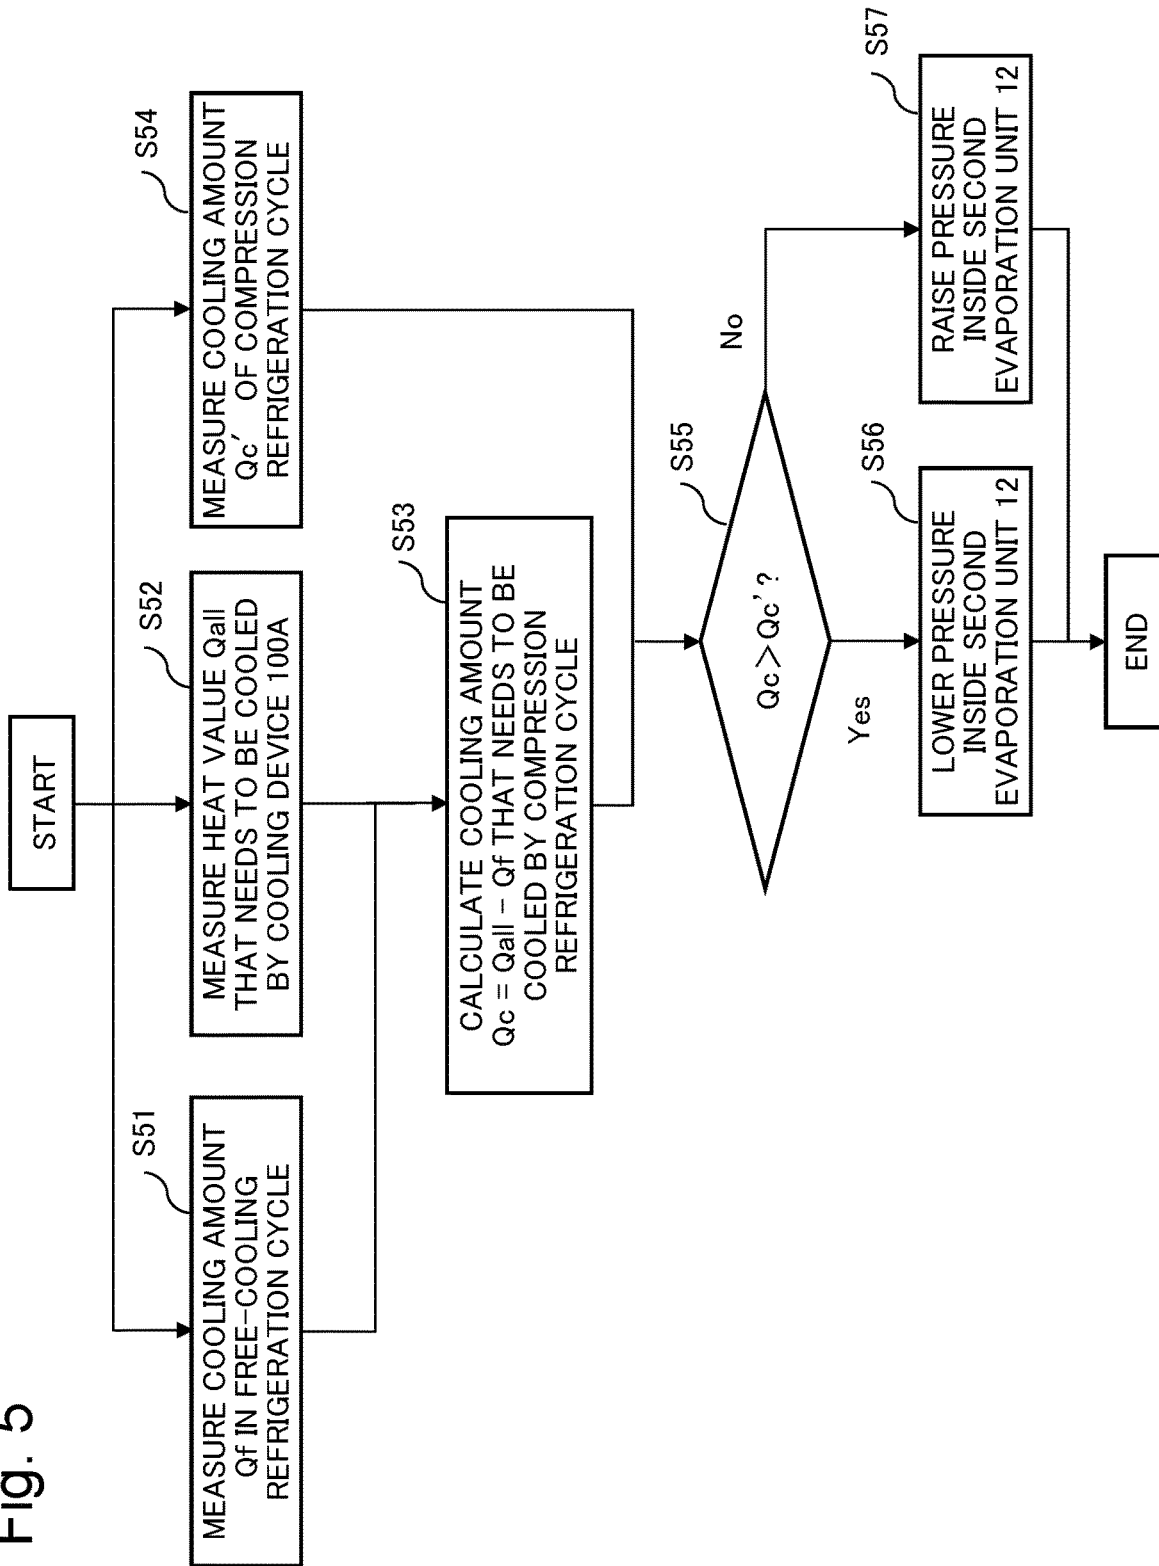 Fig. 5
START
S51
MEASURE COOLING AMOUNT
Qf IN FREE-COOLING
REFRIGERATION CYCLE
S52
MEASURE HEAT VALUE Qall
THAT NEEDS TO BE COOLED
BY COOLING DEVICE 100A
S54
MEASURE COOLING AMOUNT
Qc' OF COMPRESSION
REFRIGERATION CYCLE
S53
CALCULATE COOLING AMOUNT
Qc = Qall - Qf THAT NEEDS TO BE
COOLED BY COMPRESSION
REFRIGERATION CYCLE
S55
Qc>Qc'?
Yes
No
S56
LOWER PRESSURE
INSIDE SECOND
EVAPORATION UNIT 12
S57
RAISE PRESSURE
INSIDE SECOND
EVAPORATION UNIT 12
END